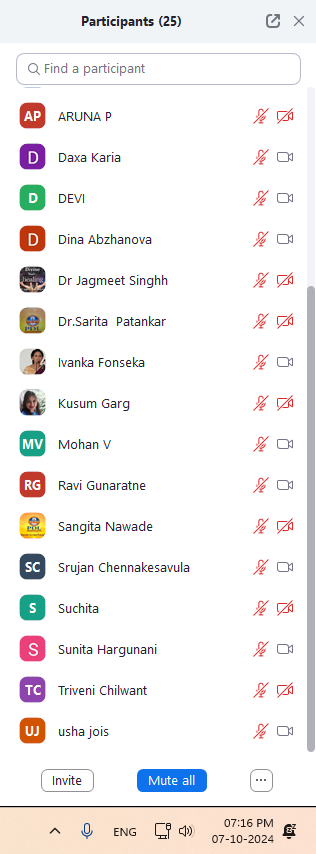 Participants (25)
Find a participant
AP ARUNA P
D Daxa Karia
D DEVI
D Dina Abzhanova
Dr Jagmeet Singhh
Dr.Sarita  Patankar
Ivanka Fonseka
Kusum Garg
MV Mohan V
RG Ravi Gunaratne
Sangita Nawade
SC Srujan Chennakesavula
S Suchita
S Sunita Hargunani
TC Triveni Chilwant
UJ usha jois
Invite Mute all ...
ENG 07:16 PM
07-10-2024